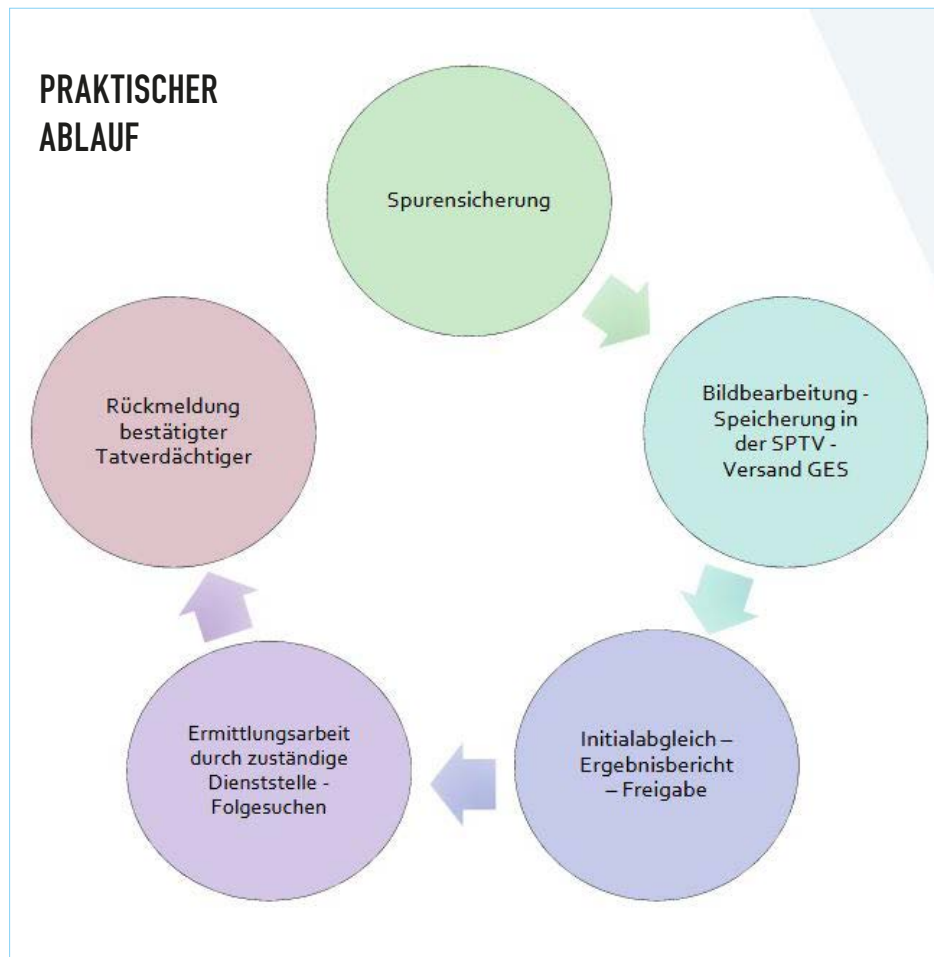 PRAKTISCHER
ABLAUF
Spurensicherung
Bildbearbeitung -
Speicherung in
der SPTV -
Versand GES
Initialabgleich –
Ergebnisbericht
– Freigabe
Ermittlungsarbeit
durch zuständige
Dienststelle -
Folgesuchen
Rückmeldung
bestätigter
Tatverdächtiger